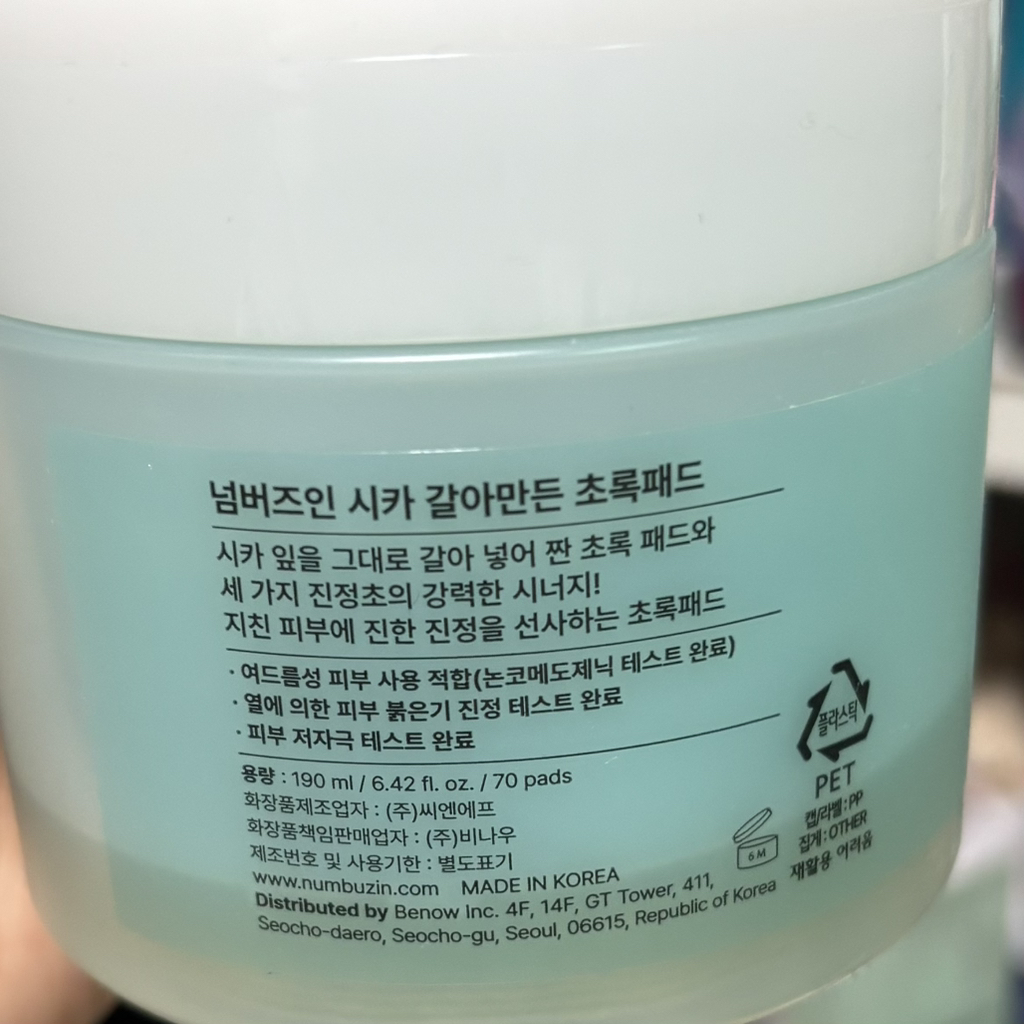 넘버즈인 시카 갈아만든 초록패드
시카 잎을 그대로 갈아 넣어 짠 초록 패드와
세 가지 진정초의 강력한 시너지!
지친 피부에 진한 진정을 선사하는 초록패드
· 여드름성 피부 사용 적합(논코메도제닉 테스트 완료)
· 열에 의한 피부 붉은기 진정 테스트 완료
· 피부 저자극 테스트 완료
용량 : 190 ml / 6.42 fl. oz. / 70 pads
화장품제조업자 : (주)씨엔에프
화장품책임판매업자 : (주)비나우
제조번호 및 사용기한 : 별도표기
www.numbuzin.com MADE IN KOREA
Distributed by Benow Inc. 4F, 14F, GT Tower, 411,
Seocho-daero, Seocho-gu, Seoul, 06615, Republic of Korea
6 M
플라스틱
PET
캡/라벨:PP
집게:OTHER
재활용 어려움